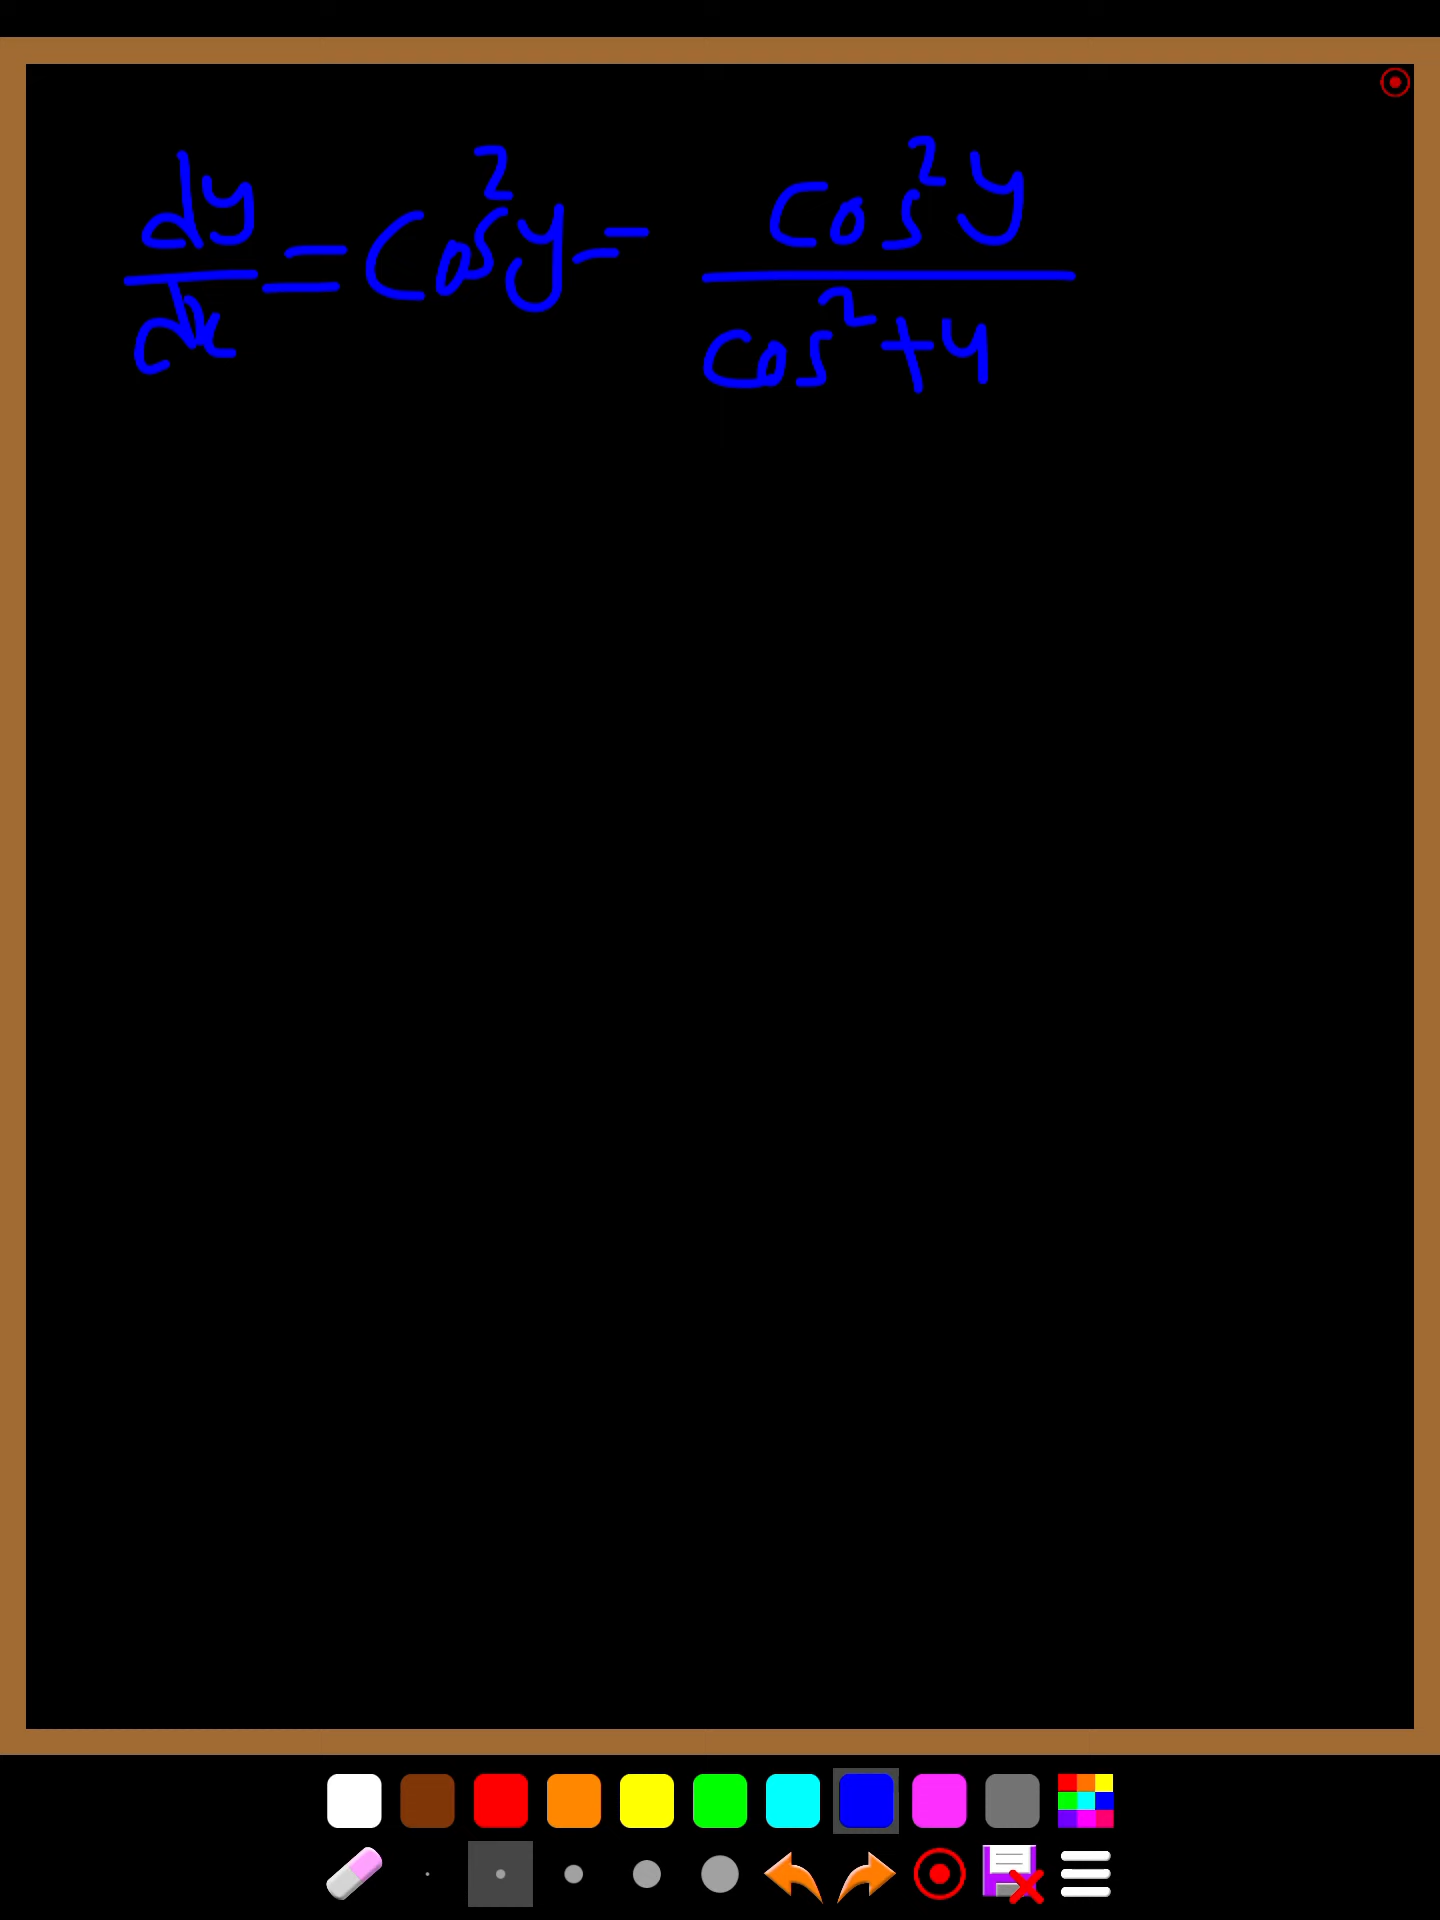 dy/dx = cos²y = cos²y/cos²+4